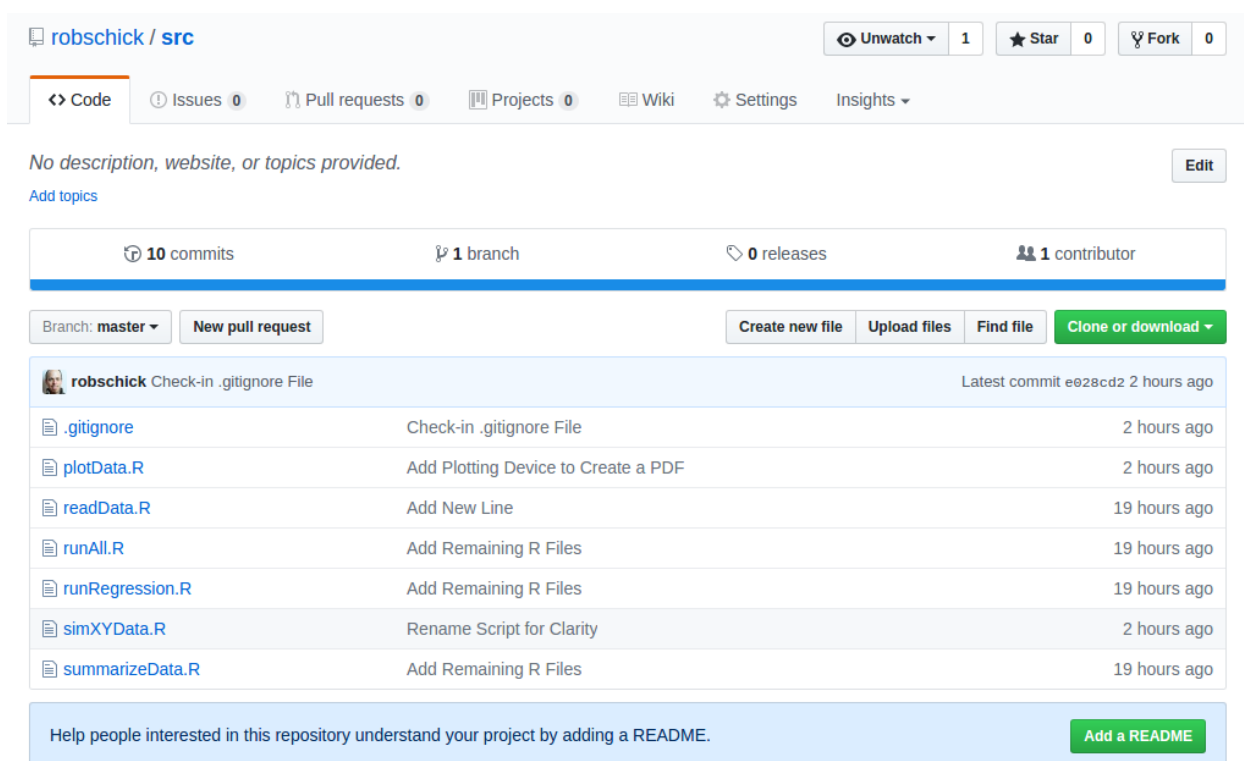 robschick / src
Unwatch 1 Star 0 Fork 0
Code Issues 0 Pull requests 0 Projects 0 Wiki Settings Insights
No description, website, or topics provided. Edit
Add topics
10 commits 1 branch 0 releases 1 contributor
Branch: master New pull request Create new file Upload files Find file Clone or download
robschick Check-in .gitignore File Latest commit e028cd2 2 hours ago
.gitignore Check-in .gitignore File 2 hours ago
plotData.R Add Plotting Device to Create a PDF 2 hours ago
readData.R Add New Line 19 hours ago
runAll.R Add Remaining R Files 19 hours ago
runRegression.R Add Remaining R Files 19 hours ago
simXYData.R Rename Script for Clarity 2 hours ago
summarizeData.R Add Remaining R Files 19 hours ago
Help people interested in this repository understand your project by adding a README. Add a README